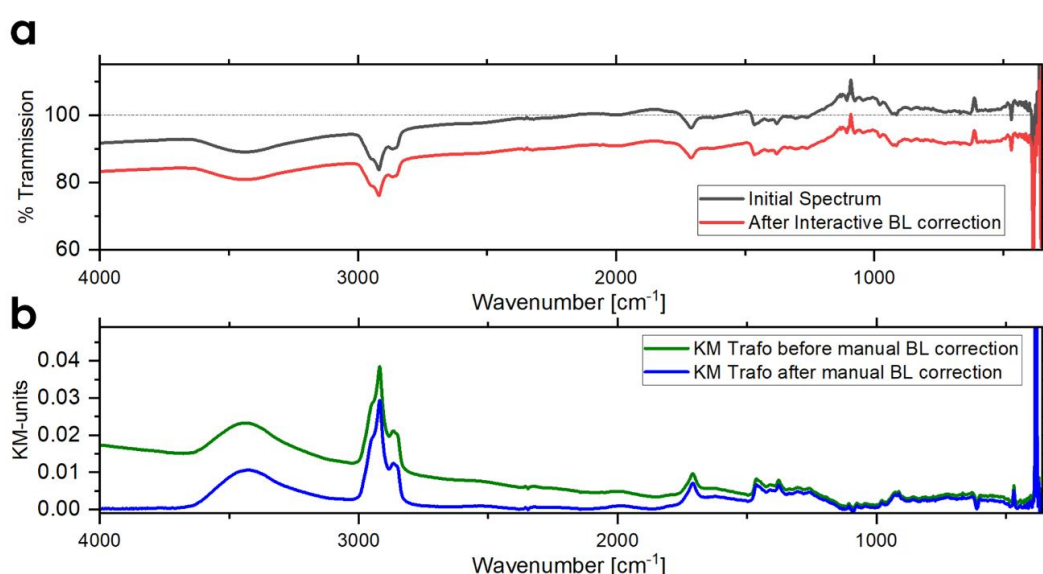 a
% Tranmission
100
80
60
Initial Spectrum
After Interactive BL correction
4000
3000
2000
1000
Wavenumber [cm⁻¹]
b
KM-units
0.04
0.03
0.02
0.01
0.00
KM Trafo before manual BL correction
KM Trafo after manual BL correction
4000
3000
2000
1000
Wavenumber [cm⁻¹]